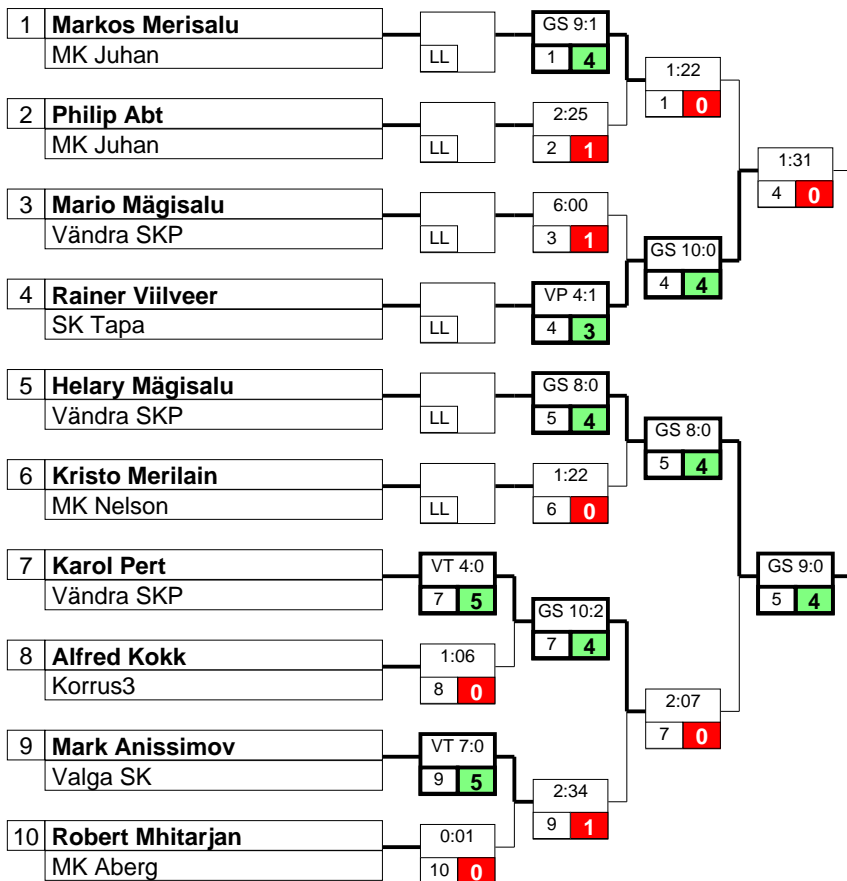 1 Markos Merisalu
MK Juhan
LL
GS 9:1
1 4
1:22
1 0
2 Philip Abt
MK Juhan
LL
2:25
2 1
1:31
4 0
3 Mario Mägisalu
Vändra SKP
LL
6:00
3 1
GS 10:0
4 4
4 Rainer Viilveer
SK Tapa
LL
VP 4:1
4 3
5 Helary Mägisalu
Vändra SKP
LL
GS 8:0
5 4
GS 8:0
5 4
6 Kristo Merilain
MK Nelson
LL
1:22
6 0
7 Karol Pert
Vändra SKP
VT 4:0
7 5
GS 10:2
7 4
GS 9:0
5 4
8 Alfred Kokk
Korrus3
1:06
8 0
2:07
7 0
9 Mark Anissimov
Valga SK
VT 7:0
9 5
2:34
9 1
10 Robert Mhitarjan
MK Aberg
0:01
10 0